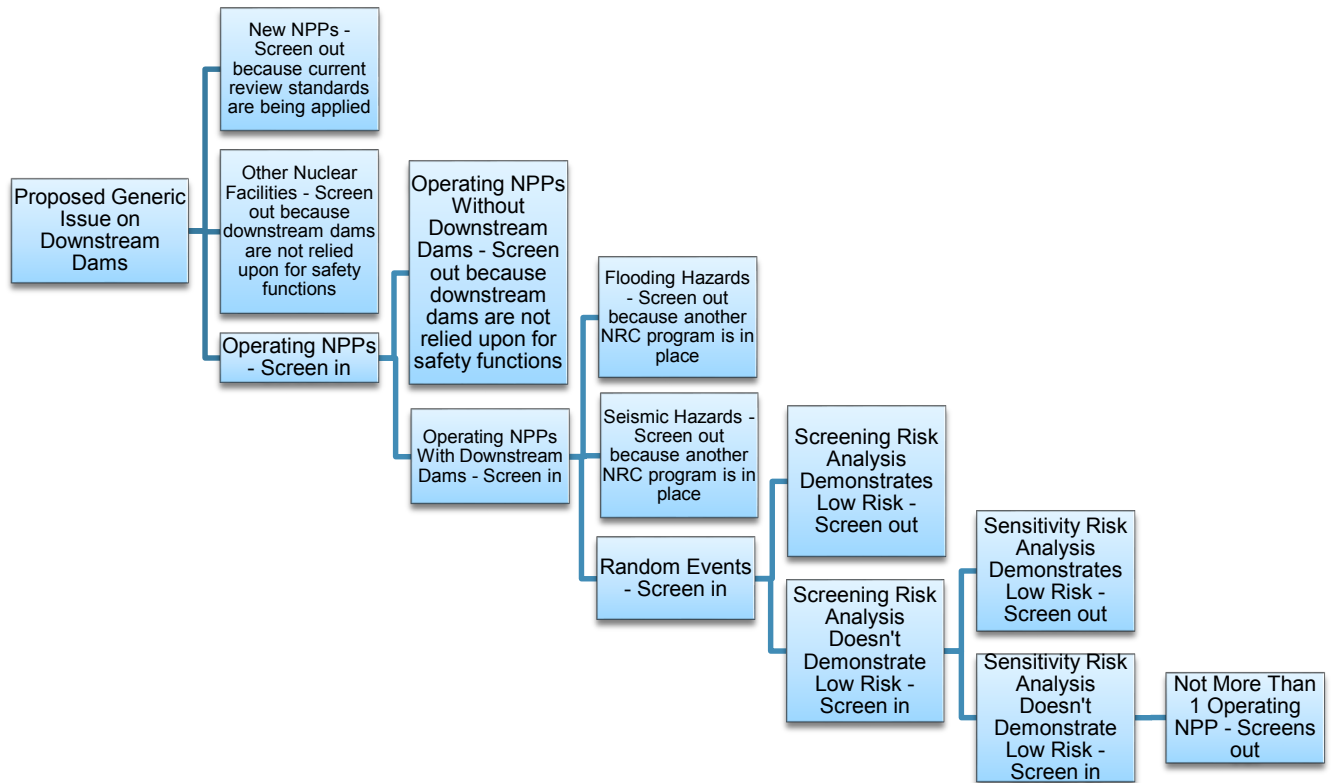 New NPPs -
Screen out
because current
review standards
are being applied
Proposed Generic
Issue on
Downstream
Dams
Other Nuclear
Facilities - Screen
out because
downstream dams
are not relied
upon for safety
functions
Operating NPPs
- Screen in
Operating NPPs
Without
Downstream
Dams - Screen
out because
downstream
dams are not
relied upon for
safety functions
Operating NPPs
With Downstream
Dams - Screen in
Flooding Hazards
- Screen out
because another
NRC program is in
place
Seismic Hazards -
Screen out
because another
NRC program is in
place
Random Events
- Screen in
Screening Risk
Analysis
Demonstrates
Low Risk -
Screen out
Screening Risk
Analysis
Doesn't
Demonstrate
Low Risk -
Screen in
Sensitivity Risk
Analysis
Demonstrates
Low Risk -
Screen out
Sensitivity Risk
Analysis
Doesn't
Demonstrate
Low Risk -
Screen in
Not More Than
1 Operating
NPP - Screens
out